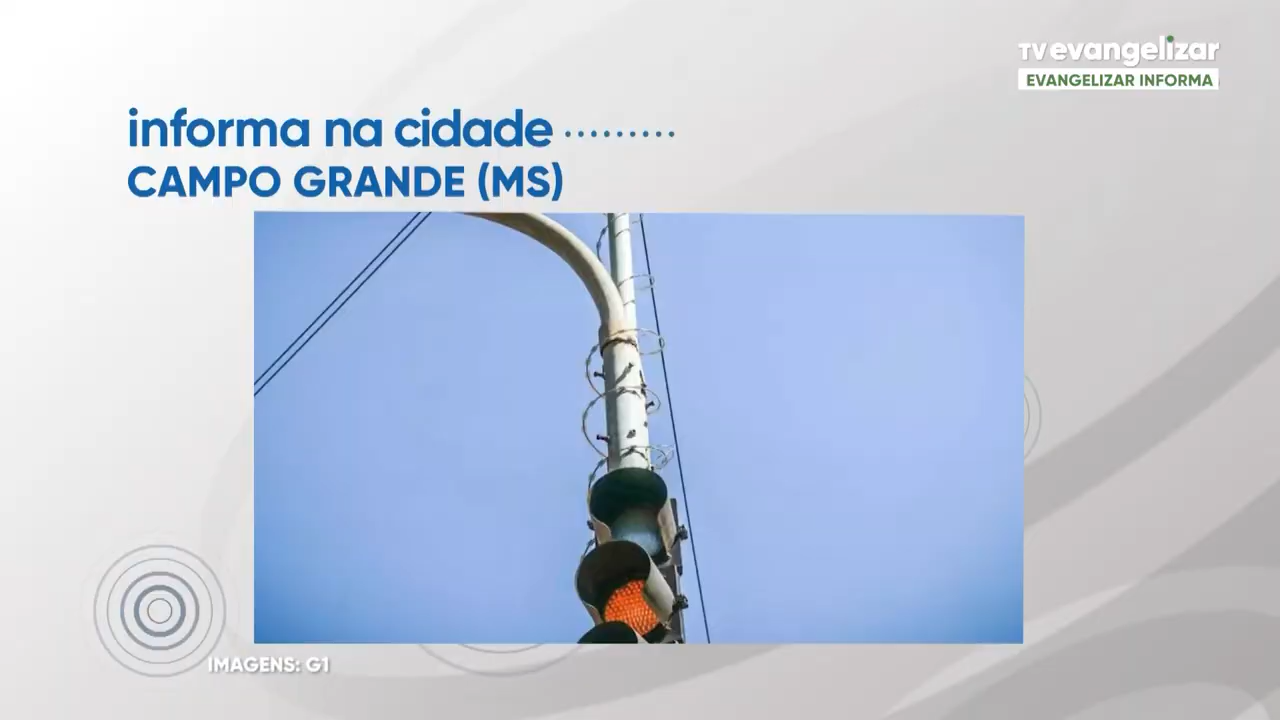 TV evangelizar
EVANGELIZAR INFORMA
informa na cidade
CAMPO GRANDE (MS)
IMAGENS: G1